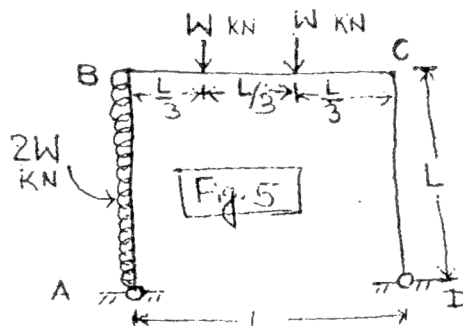 W KN W KN
B C
L/3 L/3 L/3
2W
KN
Fig. 5
L
A D
L